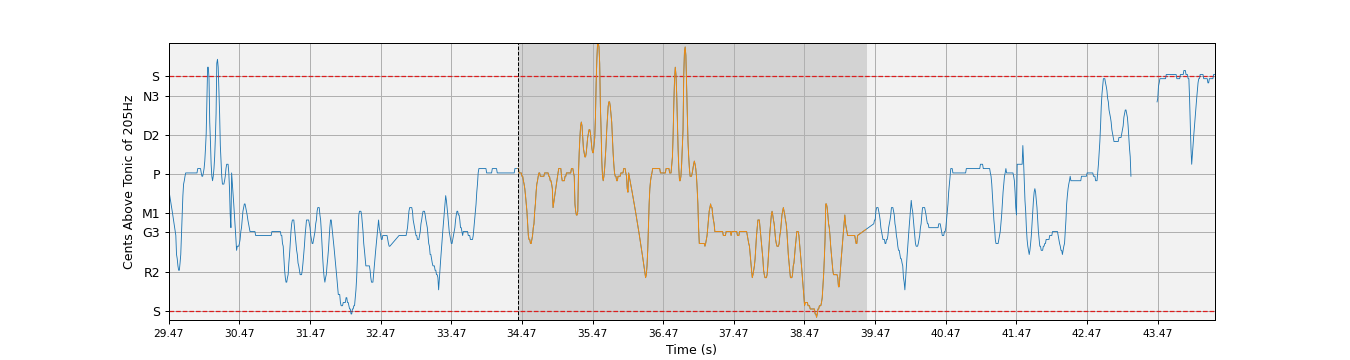 Cents Above Tonic of 205Hz
S
N3
D2
P
M1
G3
R2
S
29.47 30.47 31.47 32.47 33.47 34.47 35.47 36.47 37.47 38.47 39.47 40.47 41.47 42.47 43.47
Time (s)